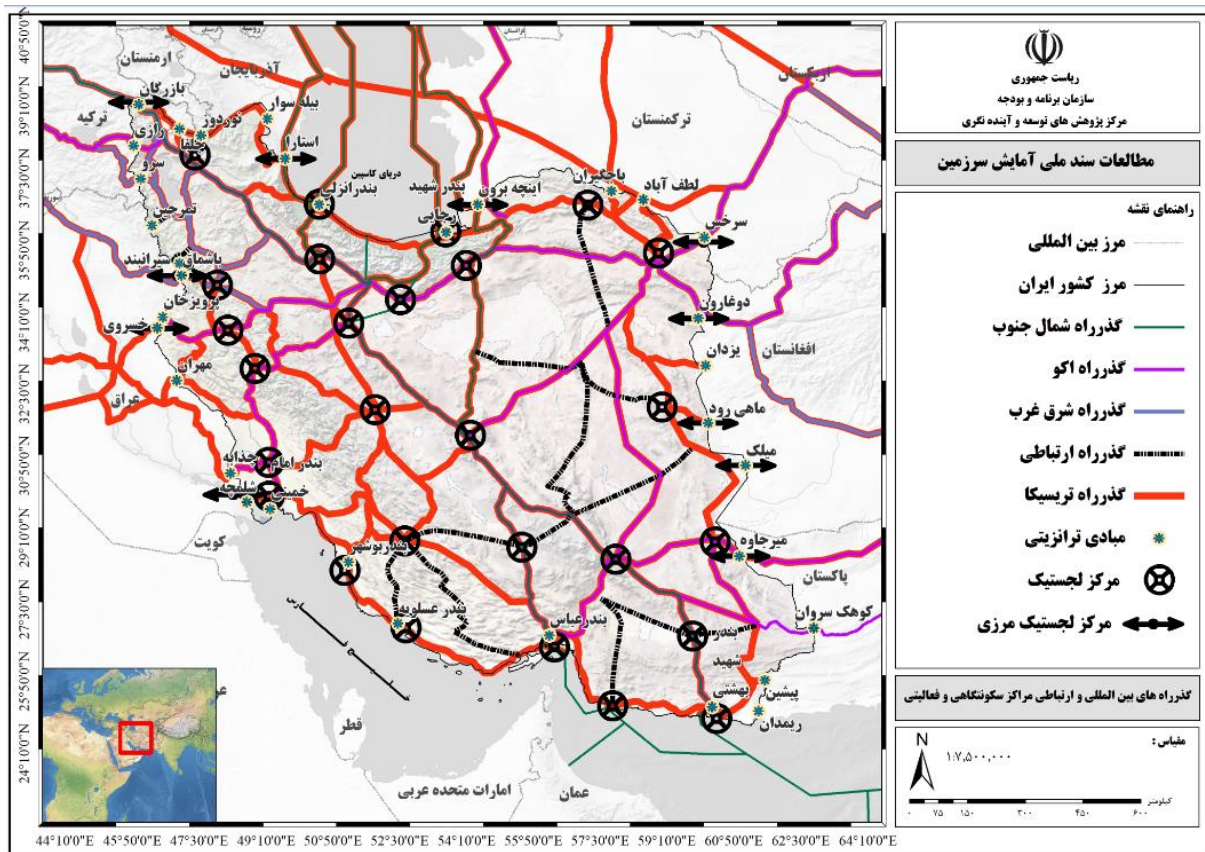 ریاست جمهوری
سازمان برنامه و بودجه
مرکز پژوهش های توسعه و آینده نگری
مطالعات سند ملی آمایش سرزمین
راهنمای نقشه
مرز بین المللی
مرز کشور ایران
گذرراه شمال جنوب
گذرراه اکو
گذرراه شرق غرب
گذرراه ارتباطی
گذرراه تریسیکا
مبادی ترانزیتی
مرکز لجستیک
مرکز لجستیک مرزی
گذرراه های بین المللی و ارتباطی مراکز سکونتگاهی و فعالیتی
مقیاس :
N
۱:۷,۵۰۰,۰۰۰
کیلومتر
۰ ۷۵ ۱۵۰ ۳۰۰ ۴۵۰ ۶۰۰
ارمنستان
آذربایجان
ازبکستان
ترکمنستان
ترکیه
بازرگان
بیله سوار
نوردوز
جلفا
رازی
استارا
سرو
دریای کاسپین
بندرانزلی
بندر شهید
رجایی
اینچه برون
باجگیران
لطف آباد
سرخس
تمرچین
باشماق
سیرانبند
پرویزخان
خسروی
دوغارون
افغانستان
یزدان
مهران
عراق
ماهی رود
میلک
چذابه
بندر امام
خمینی
شلمچه
کویت
میرجاوه
پاکستان
کوهک سروان
بندربوشهر
بندر عسلویه
بندرعباس
خلیج فارس
بندر
شهید
بهشتی
پیشین
ریمدان
قطر
امارات متحده عربی
عمان
40°50'0"N
39°10'0"N
37°30'0"N
35°50'0"N
34°10'0"N
32°30'0"N
30°50'0"N
29°10'0"N
27°30'0"N
25°50'0"N
24°10'0"N
44°10'0"E 45°50'0"E 47°30'0"E 49°10'0"E 50°50'0"E 52°30'0"E 54°10'0"E 55°50'0"E 57°30'0"E 59°10'0"E 60°50'0"E 62°30'0"E 64°10'0"E